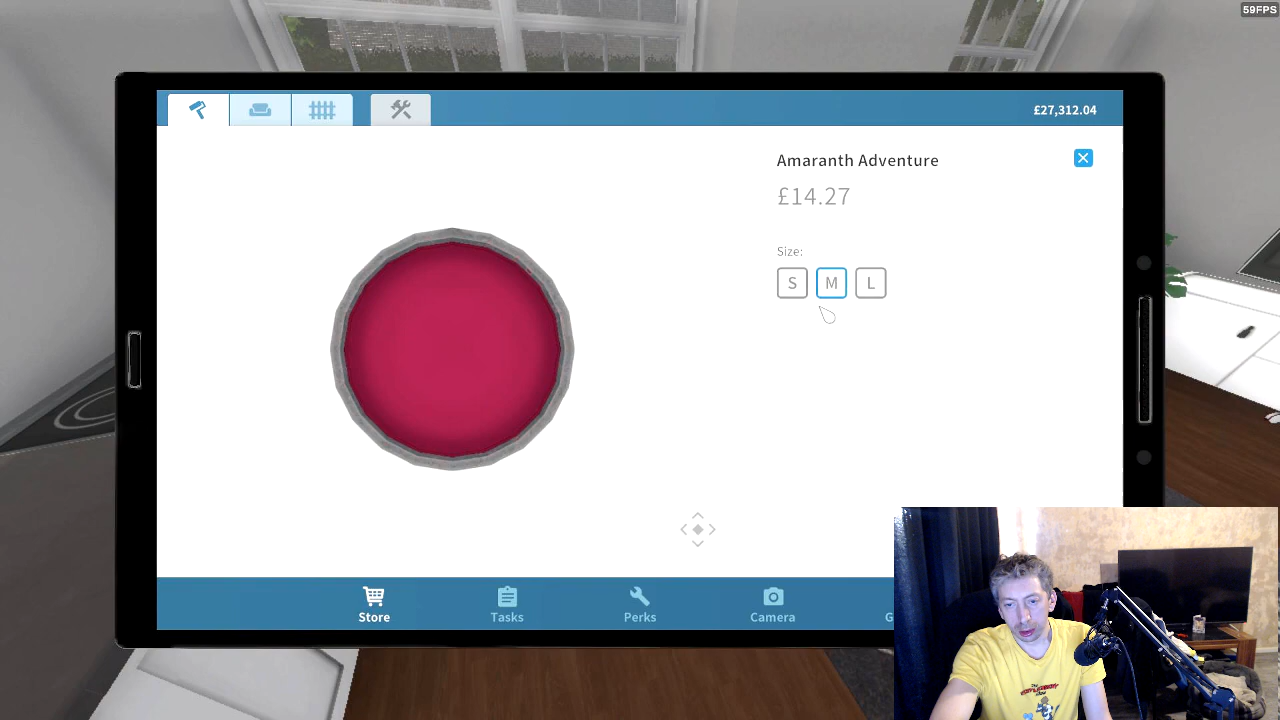 59FPS
£27,312.04
Amaranth Adventure
£14.27
Size:
S M L
Store Tasks Perks Camera G